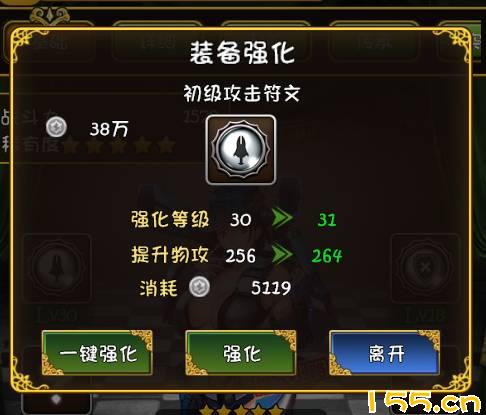 装备强化
初级攻击符文
38万
强化等级 30 31
提升物攻 256 264
消耗 5119
Lv30
Lv18
一键强化 强化 离开
155.cn